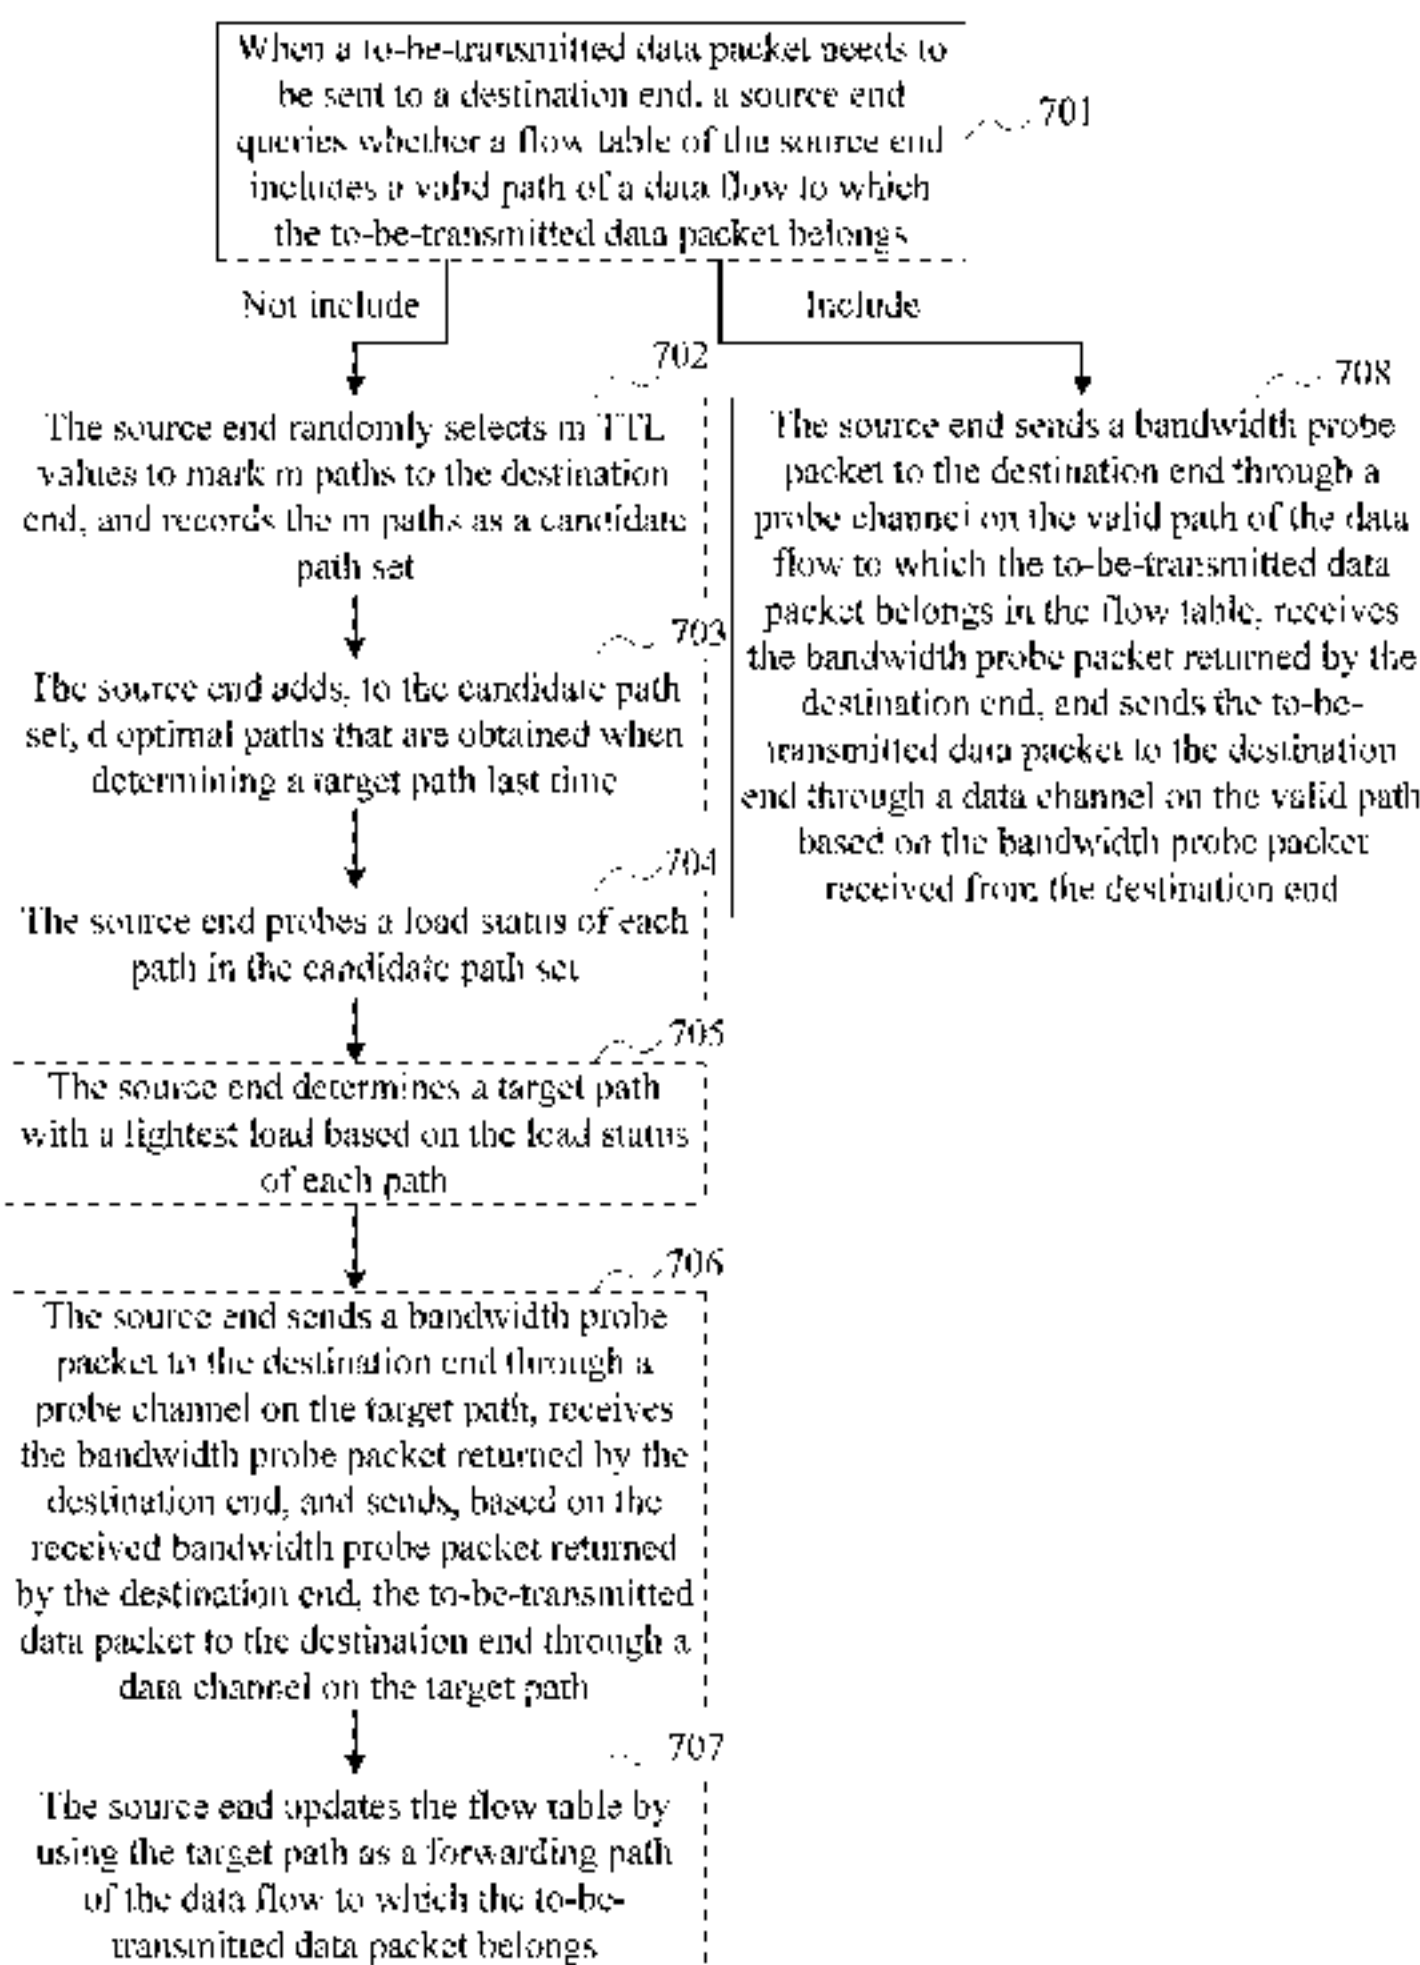 When a to-be-transmitted data packet needs to
be sent to a destination end, a source end
queries whether a flow table of the source end
includes a valid path of a data flow to which
the to-be-transmitted data packet belongs
701
Not include
Include
702
The source end randomly selects m TTL
values to mark m paths to the destination
end, and records the m paths as a candidate
path set
703
The source end adds, to the candidate path
set, d optimal paths that are obtained when
determining a target path last time
704
The source end probes a load status of each
path in the candidate path set
705
The source end determines a target path
with a lightest load based on the load status
of each path
706
The source end sends a bandwidth probe
packet to the destination end through a
probe channel on the target path, receives
the bandwidth probe packet returned by the
destination end, and sends, based on the
received bandwidth probe packet returned
by the destination end, the to-be-transmitted
data packet to the destination end through a
data channel on the target path
707
The source end updates the flow table by
using the target path as a forwarding path
of the data flow to which the to-be-
transmitted data packet belongs
708
The source end sends a bandwidth probe
packet to the destination end through a
probe channel on the valid path of the data
flow to which the to-be-transmitted data
packet belongs in the flow table, receives
the bandwidth probe packet returned by the
destination end, and sends the to-be-
transmitted data packet to the destination
end through a data channel on the valid path
based on the bandwidth probe packet
received from the destination end